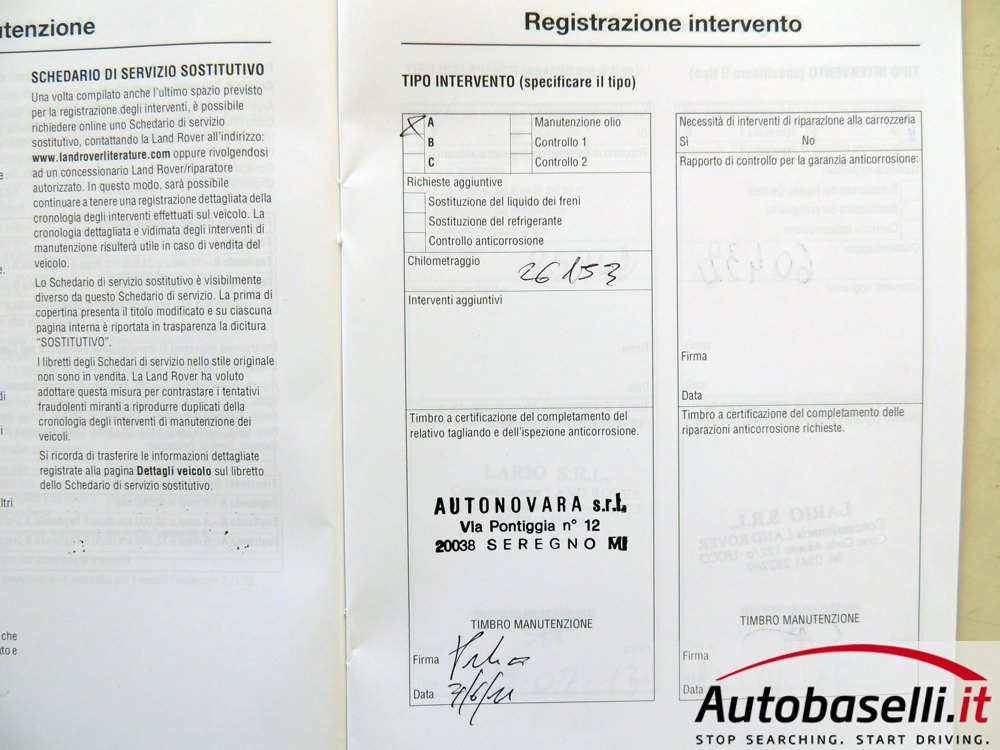 tenzione
SCHEDARIO DI SERVIZIO SOSTITUTIVO
Una volta compilato anche l'ultimo spazio previsto
per la registrazione degli interventi, è possibile
richiedere online uno Schedario di servizio
sostitutivo, contattando la Land Rover all'indirizzo:
www.landroverliterature.com oppure rivolgendosi
ad un concessionario Land Rover/riparatore
autorizzato. In questo modo, sarà possibile
continuare a tenere una registrazione dettagliata della
cronologia degli interventi effettuati sul veicolo. La
cronologia dettagliata e vidimata degli interventi di
manutenzione risulterà utile in caso di vendita del
veicolo.
Lo Schedario di servizio sostitutivo è visibilmente
diverso da questo Schedario di servizio. La prima di
copertina presenta il titolo modificato e su ciascuna
pagina interna è riportata in trasparenza la dicitura
“SOSTITUTIVO”.
I libretti degli Schedari di servizio nello stile originale
non sono in vendita. La Land Rover ha voluto
adottare questa misura per contrastare i tentativi
fraudolenti miranti a riprodurre duplicati della
cronologia degli interventi di manutenzione dei
veicoli.
Si ricorda di trasferire le informazioni dettagliate
registrate alla pagina Dettagli veicolo sul libretto
dello Schedario di servizio sostitutivo.
ltri
che
to e
Registrazione intervento
TIPO INTERVENTO (specificare il tipo)
A Manutenzione olio
B Controllo 1
C Controllo 2
Richieste aggiuntive
Sostituzione del liquido dei freni
Sostituzione del refrigerante
Controllo anticorrosione
Chilometraggio 26153
Interventi aggiuntivi
Timbro a certificazione del completamento del
relativo tagliando e dell'ispezione anticorrosione.
AUTONOVARA s.r.l.
Via Pontiggia n° 12
20038 SEREGNO MI
TIMBRO MANUTENZIONE
Firma
Data 7/6/11
Necessità di interventi di riparazione alla carrozzeria
Sì No
Rapporto di controllo per la garanzia anticorrosione:
Firma
Data
Timbro a certificazione del completamento delle
riparazioni anticorrosione richieste.
TIMBRO MANUTENZIONE
Firma
Data
Autobaselli.it
STOP SEARCHING. START DRIVING.